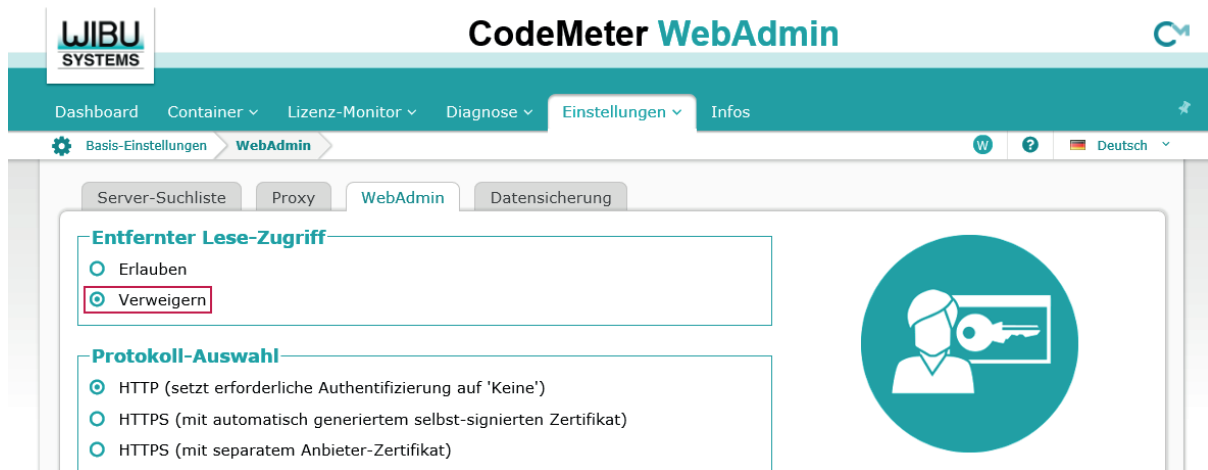 WIBU
SYSTEMS
CodeMeter WebAdmin
Dashboard Container Lizenz-Monitor Diagnose Einstellungen Infos
Basis-Einstellungen WebAdmin W ? Deutsch
Server-Suchliste Proxy WebAdmin Datensicherung
Entfernter Lese-Zugriff
Erlauben
Verweigern
Protokoll-Auswahl
HTTP (setzt erforderliche Authentifizierung auf 'Keine')
HTTPS (mit automatisch generiertem selbst-signierten Zertifikat)
HTTPS (mit separatem Anbieter-Zertifikat)